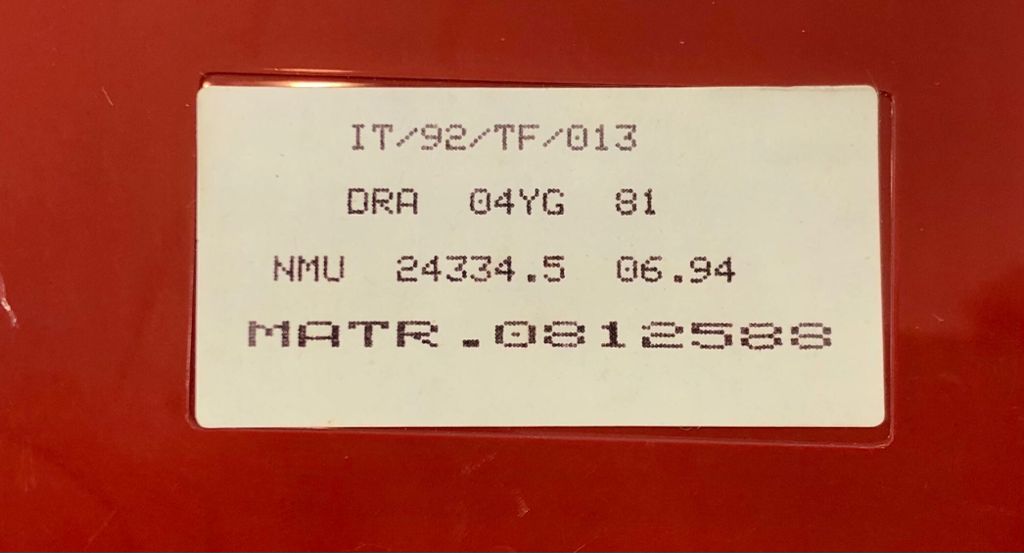 IT/92/TF/013
DRA 04YG 81
NMU 24334.5 06.94
MATR.0812588